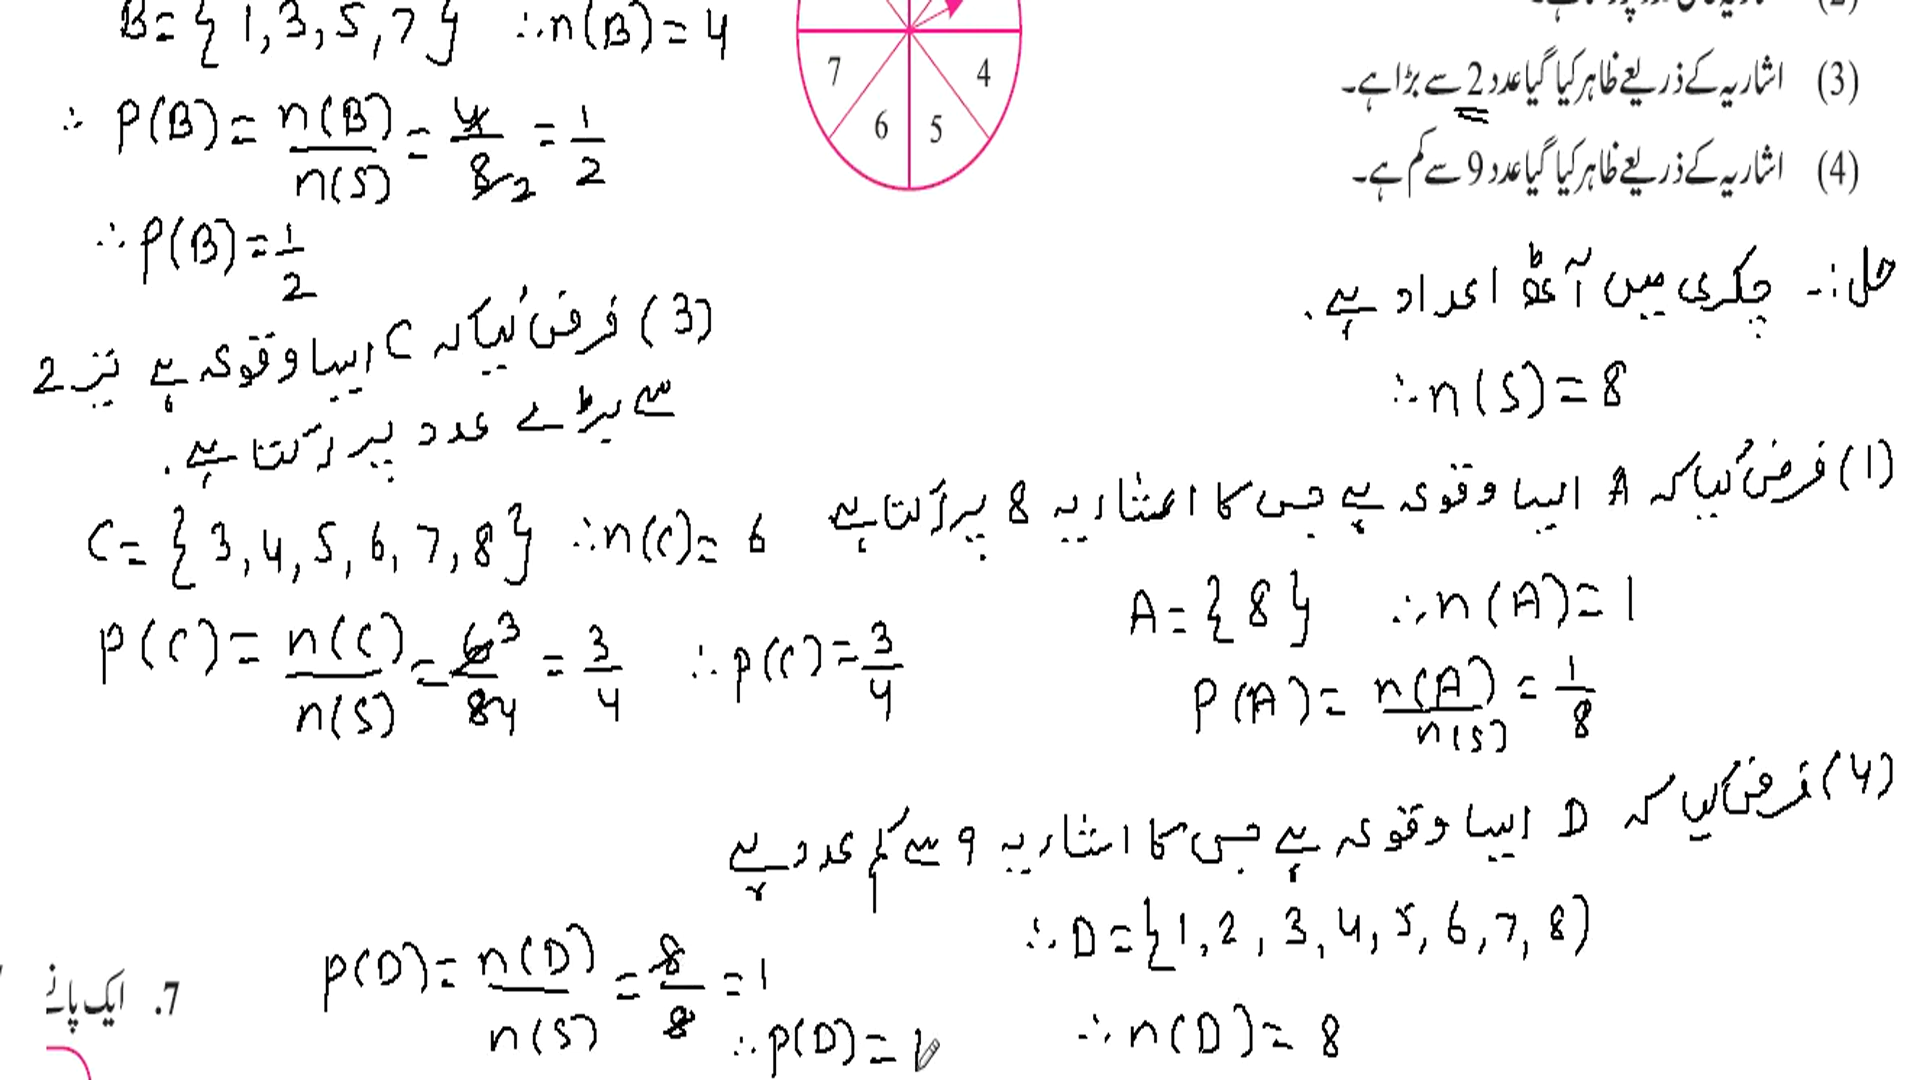 B = { 1, 3, 5, 7 } ∴ n(B) = 4
∴ P(B) = n(B)/n(S) = 4/8 2 = 1/2
∴ P(B) = 1/2
(3) فرض کیا کہ C ایسا وقوعہ ہے نیز 2
سے بڑے عدد پر رکتا ہے.
C = { 3, 4, 5, 6, 7, 8 } ∴ n(C) = 6
P(C) = n(C)/n(S) = 6 3/8 4 = 3/4 ∴ P(C) = 3/4
7 4
6 5
(3) اشاریہ کے ذریعے ظاہر کیا گیا عدد 2 سے بڑا ہے۔
(4) اشاریہ کے ذریعے ظاہر کیا گیا عدد 9 سے کم ہے۔
حل :- چکری میں آٹھ اعداد ہے.
∴ n(S) = 8
(1) فرض کیا کہ A ایسا وقوعہ ہے جس کا اشاریہ 8 پر رکتا ہے
A = { 8 } ∴ n(A) = 1
P(A) = n(A)/n(S) = 1/8
(4) فرض کیا کہ D ایسا وقوعہ ہے جس کا اشاریہ 9 سے کم عدد ہے
∴ D = {1, 2, 3, 4, 5, 6, 7, 8)
∴ n(D) = 8
P(D) = n(D)/n(S) = 8/8 = 1
∴ P(D) = 1
7. ایک پانسے